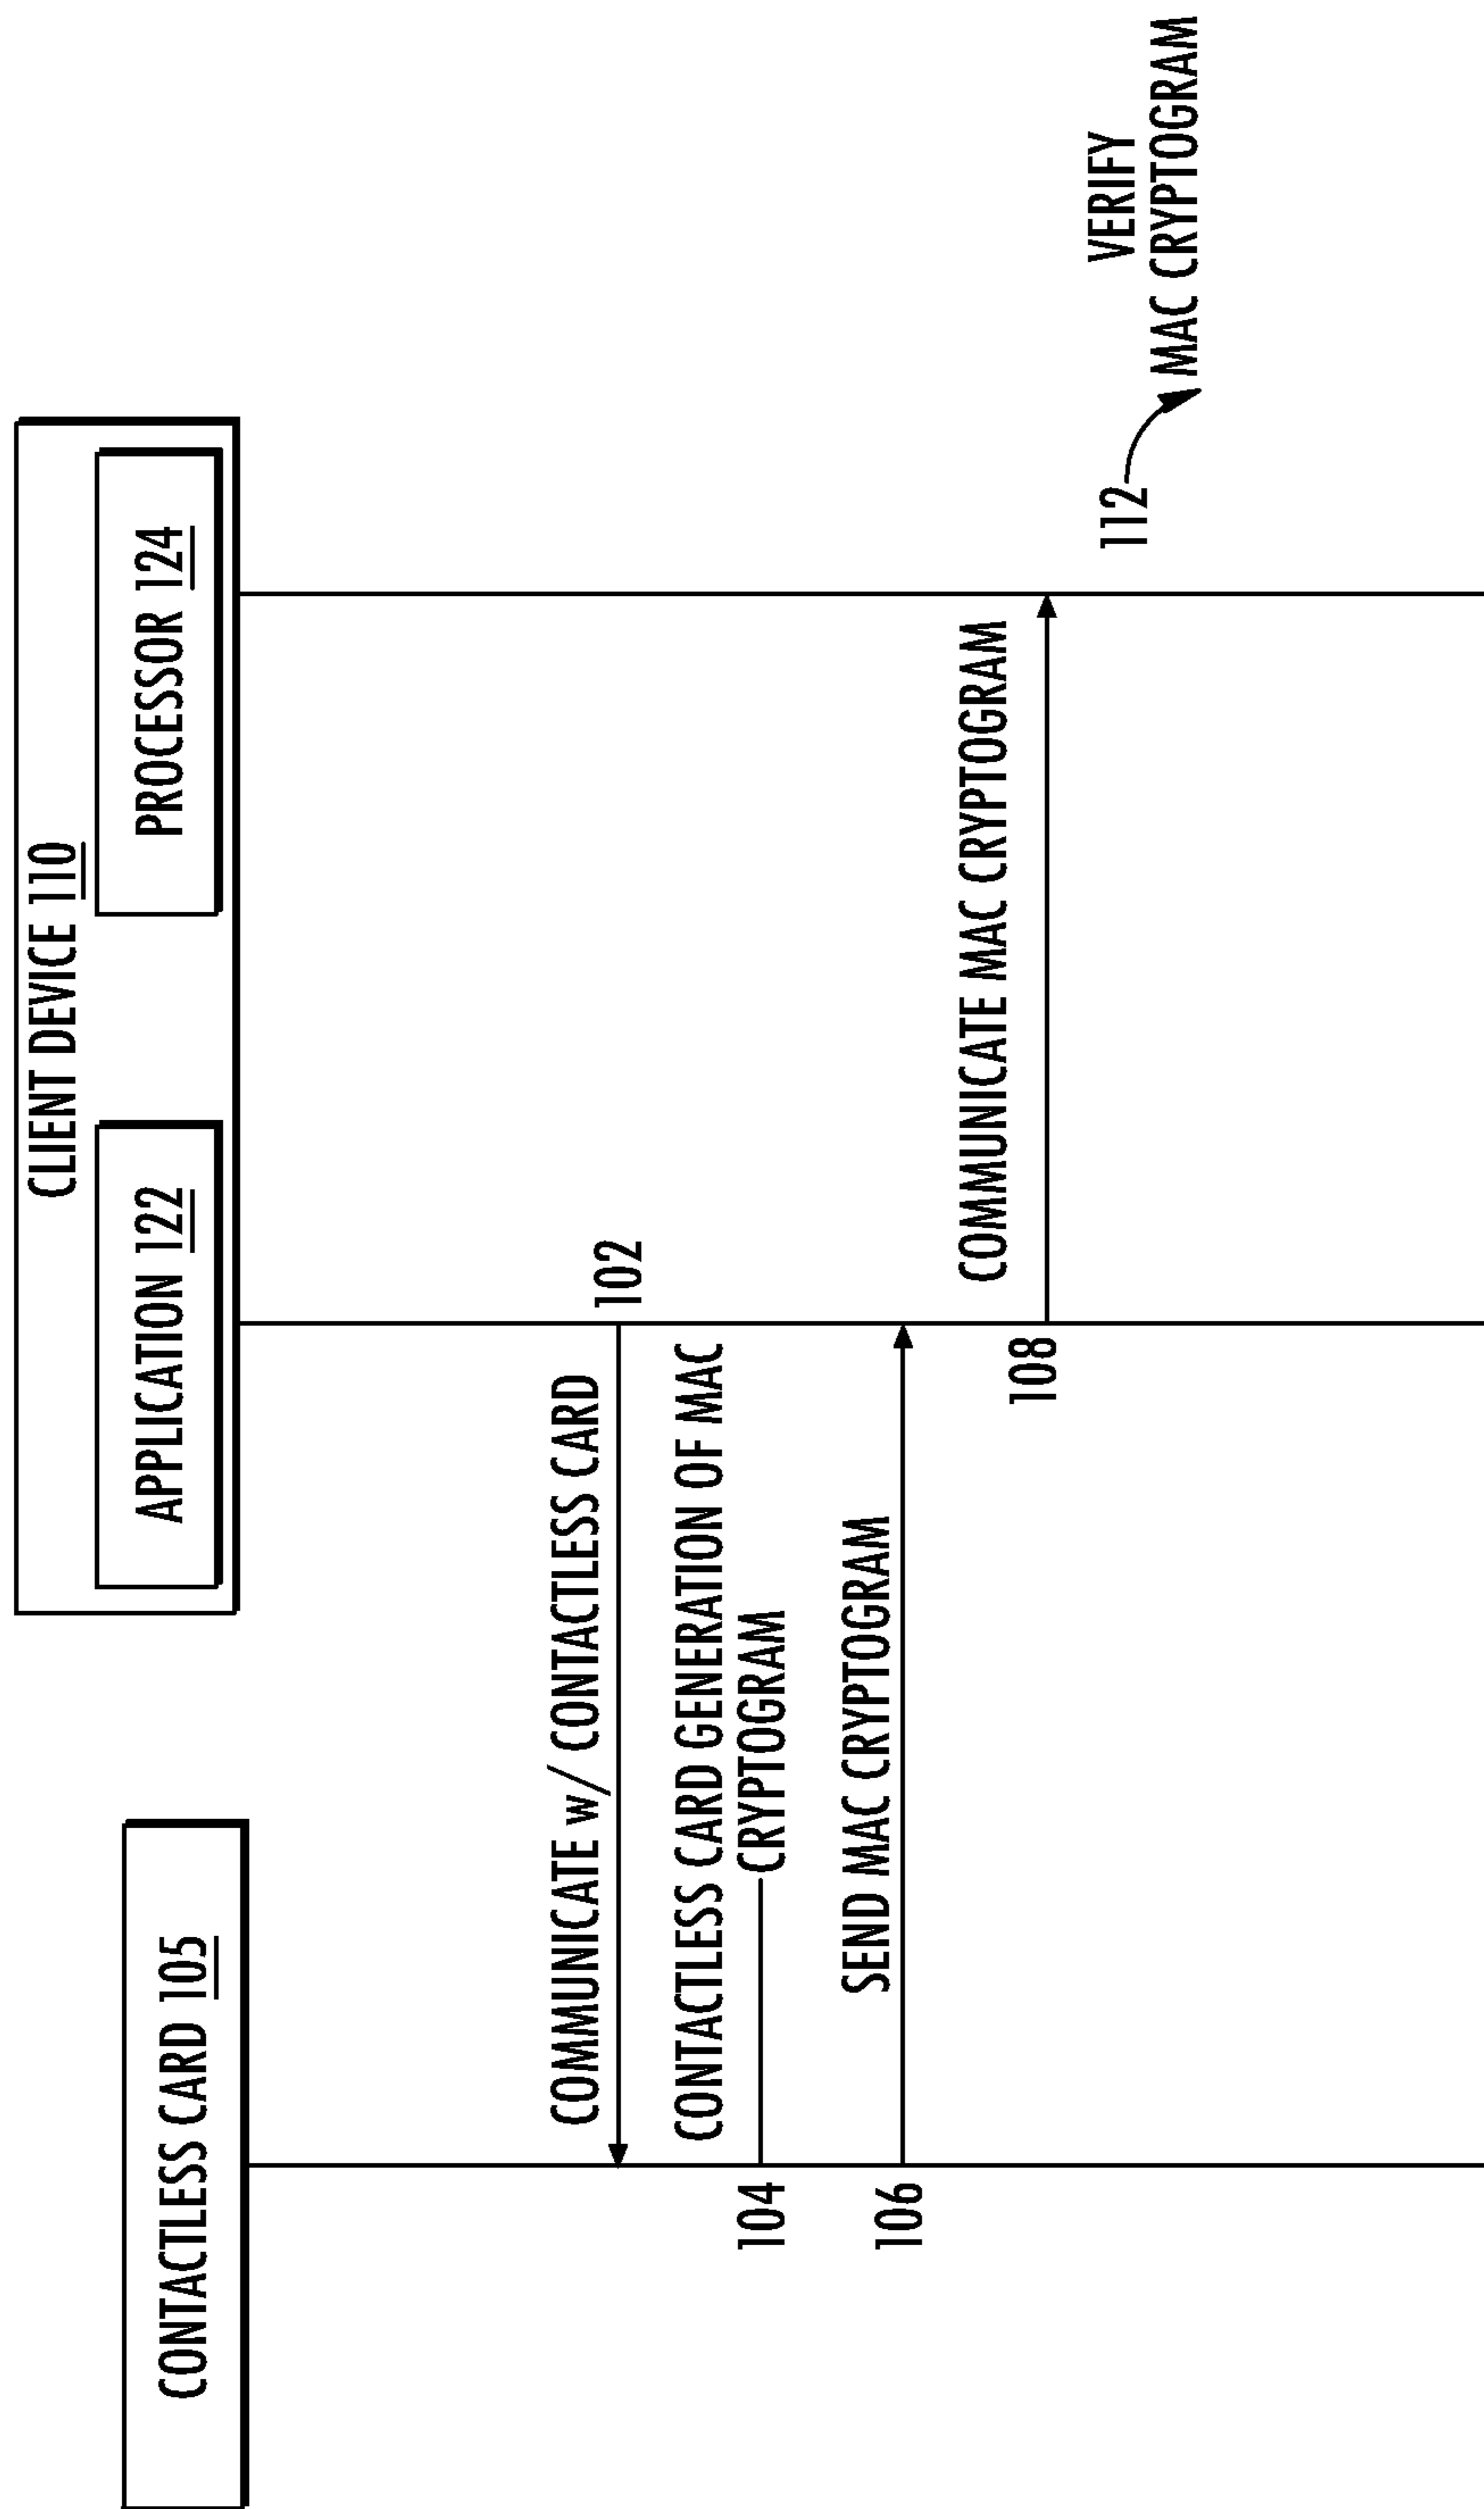 CLIENT DEVICE 110
CONTACTLESS CARD 105
APPLICATION 122
PROCESSOR 124
COMMUNICATE w/ CONTACTLESS CARD
102
CONTACTLESS CARD GENERATION OF MAC
CRYPTOGRAM
104
SEND MAC CRYPTOGRAM
106
COMMUNICATE MAC CRYPTOGRAM
108
112
VERIFY
MAC CRYPTOGRAM